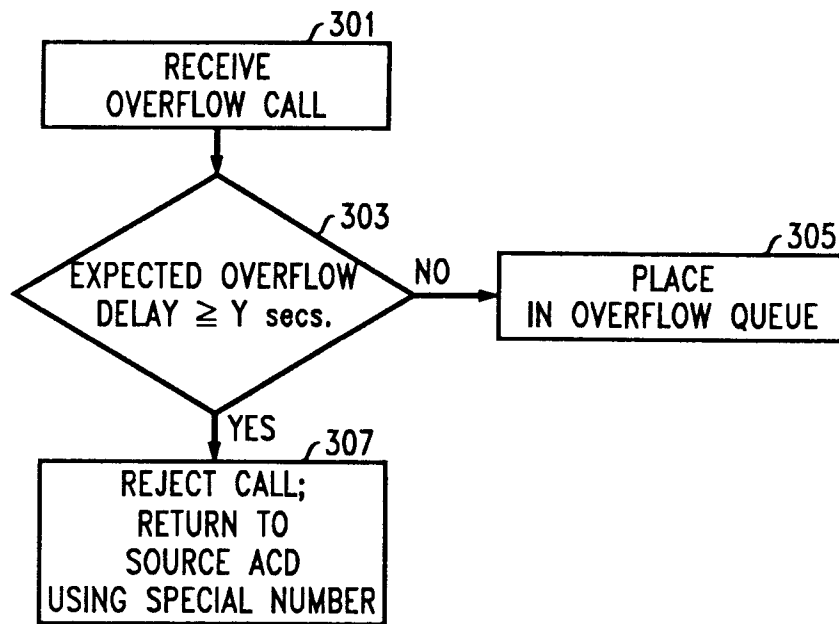 301
RECEIVE
OVERFLOW CALL
303
EXPECTED OVERFLOW
DELAY ≧ Y secs.
NO
305
PLACE
IN OVERFLOW QUEUE
YES
307
REJECT CALL;
RETURN TO
SOURCE ACD
USING SPECIAL NUMBER